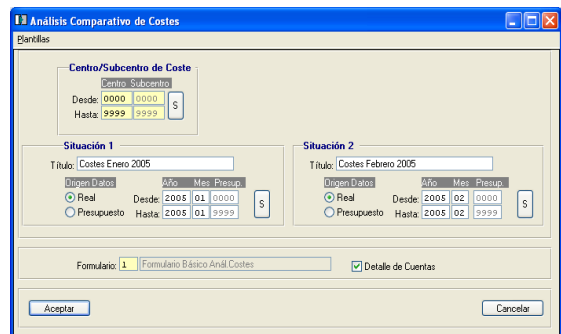 Análisis Comparativo de Costes
Plantillas
Centro/Subcentro de Coste
Centro Subcentro
Desde: 0000 0000
Hasta: 9999 9999
S
Situación 1
Título: Costes Enero 2005
Origen Datos Año Mes Presup.
Real Desde: 2005 01 0000
Presupuesto Hasta: 2005 01 9999
S
Situación 2
Título: Costes Febrero 2005
Origen Datos Año Mes Presup.
Real Desde: 2005 02 0000
Presupuesto Hasta: 2005 02 9999
S
Formulario: 1 Formulario Básico Anál.Costes Detalle de Cuentas
Aceptar Cancelar